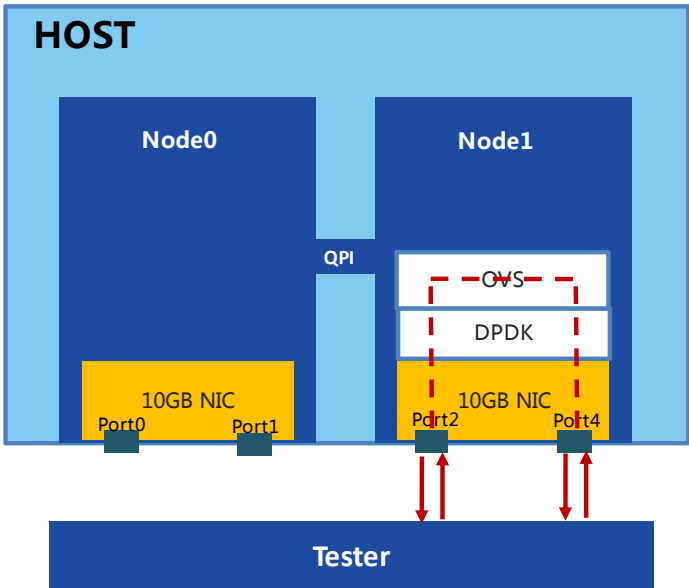 HOST
Node0
Node1
QPI
OVS
DPDK
10GB NIC
10GB NIC
Port0
Port1
Port2
Port4
Tester